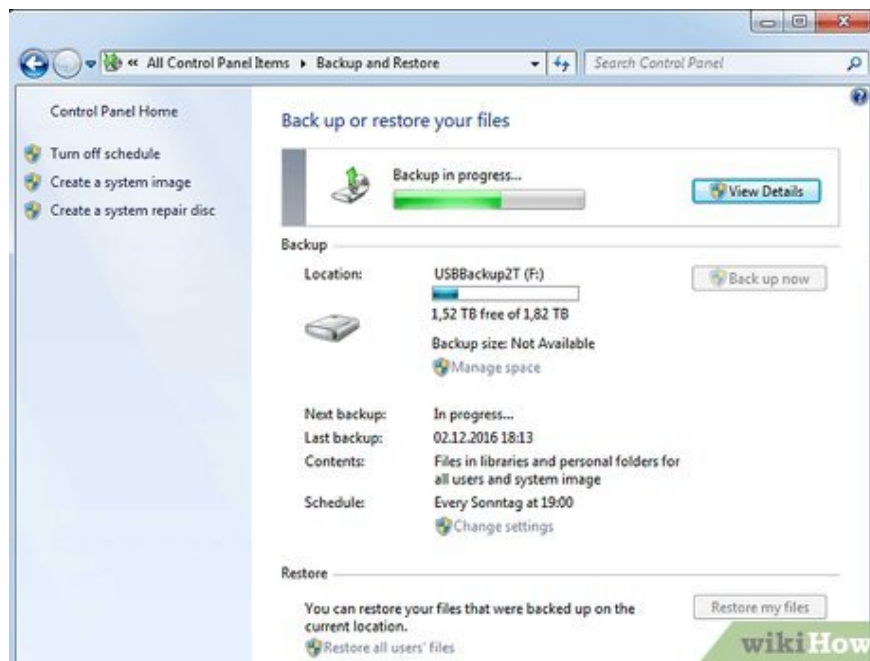 « All Control Panel Items ▸ Backup and Restore
Search Control Panel
Control Panel Home
Turn off schedule
Create a system image
Create a system repair disc
Back up or restore your files
Backup in progress...
View Details
Backup
Location:
USBBackup2T (F:)
Back up now
1,52 TB free of 1,82 TB
Backup size: Not Available
Manage space
Next backup:
In progress...
Last backup:
02.12.2016 18:13
Contents:
Files in libraries and personal folders for
all users and system image
Schedule:
Every Sonntag at 19:00
Change settings
Restore
You can restore your files that were backed up on the
current location.
Restore my files
Restore all users' files
wikiHow